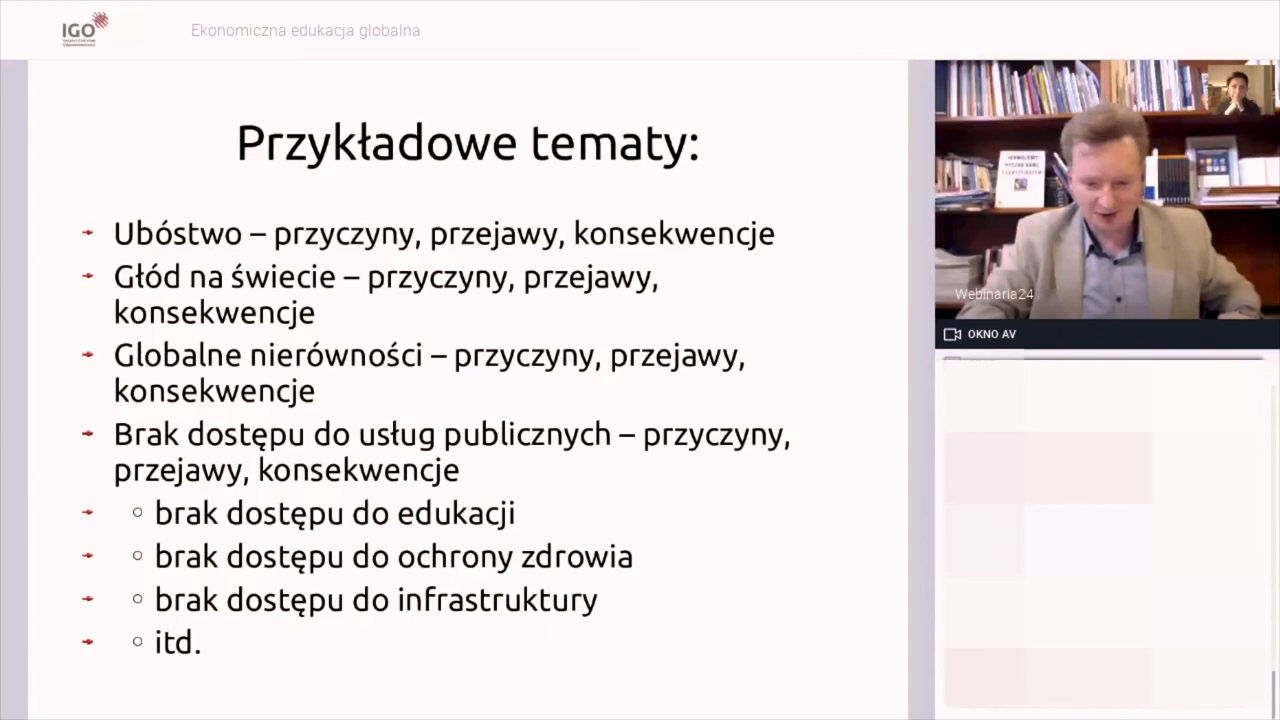 IGO
Ekonomiczna edukacja globalna
Przykładowe tematy:
Ubóstwo – przyczyny, przejawy, konsekwencje
Głód na świecie – przyczyny, przejawy,
konsekwencje
Globalne nierówności – przyczyny, przejawy,
konsekwencje
Brak dostępu do usług publicznych – przyczyny,
przejawy, konsekwencje
brak dostępu do edukacji
brak dostępu do ochrony zdrowia
brak dostępu do infrastruktury
itd.
Webinaria24.
OKNO AV